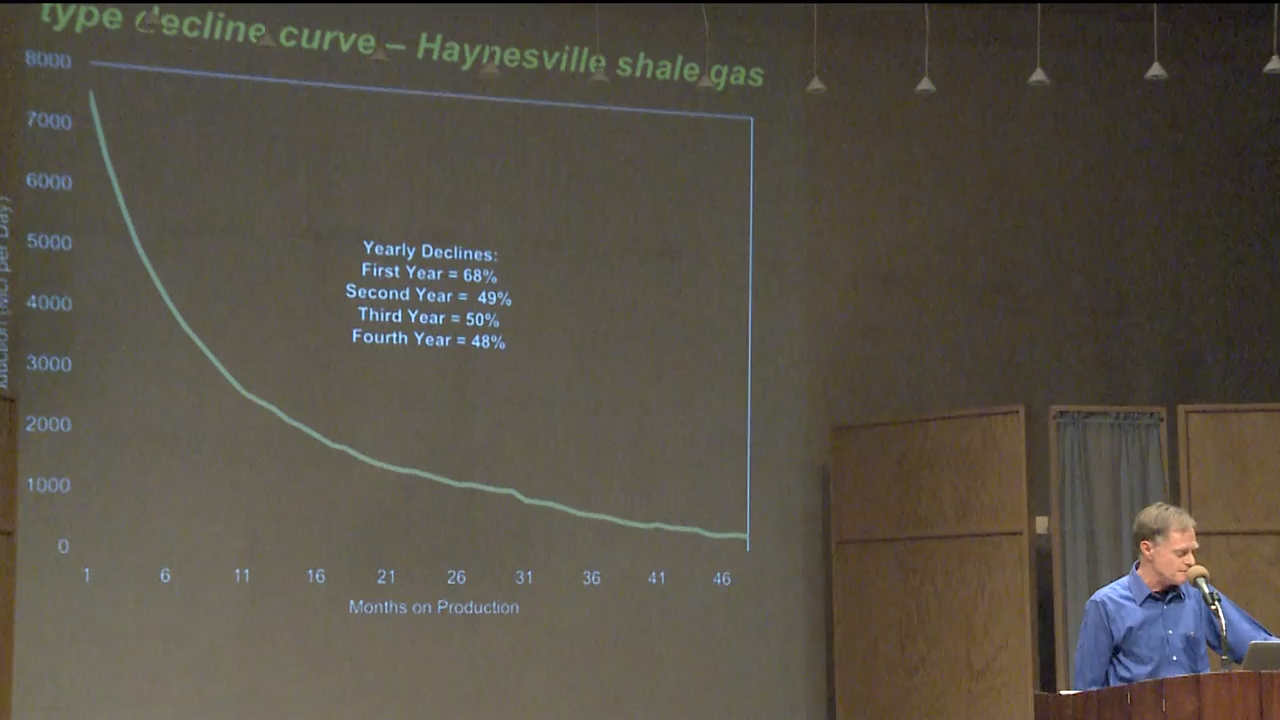 type decline curve – Haynesville shale gas
8000
7000
6000
5000
4000
3000
2000
1000
0
per Day)
Yearly Declines:
First Year = 68%
Second Year = 49%
Third Year = 50%
Fourth Year = 48%
1 6 11 16 21 26 31 36 41 46
Months on Production